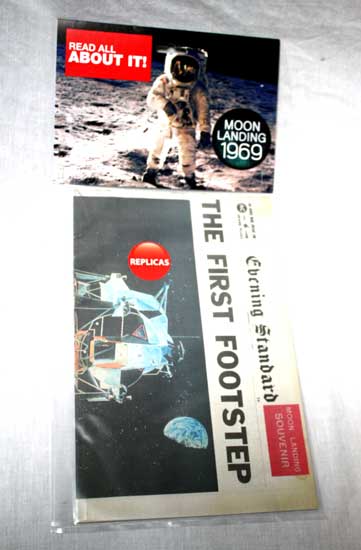 READ ALL
ABOUT IT!
MOON
LANDING
1969
REPLICAS
Evening Standard
THE FIRST FOOTSTEP
MOON LANDING
SOUVENIR